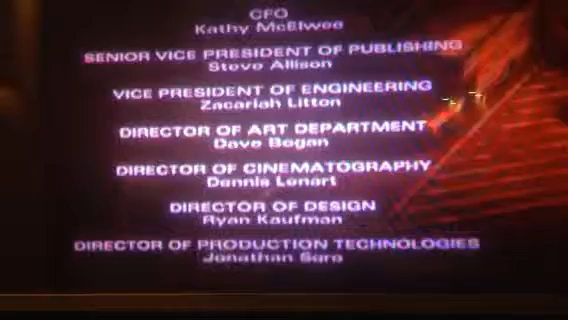 CFO
Kathy McElwee
SENIOR VICE PRESIDENT OF PUBLISHING
Steve Allison
VICE PRESIDENT OF ENGINEERING
Zacariah Litton
DIRECTOR OF ART DEPARTMENT
Dave Bogan
DIRECTOR OF CINEMATOGRAPHY
Dennis Lenart
DIRECTOR OF DESIGN
Ryan Kaufman
DIRECTOR OF PRODUCTION TECHNOLOGIES
Jonathan